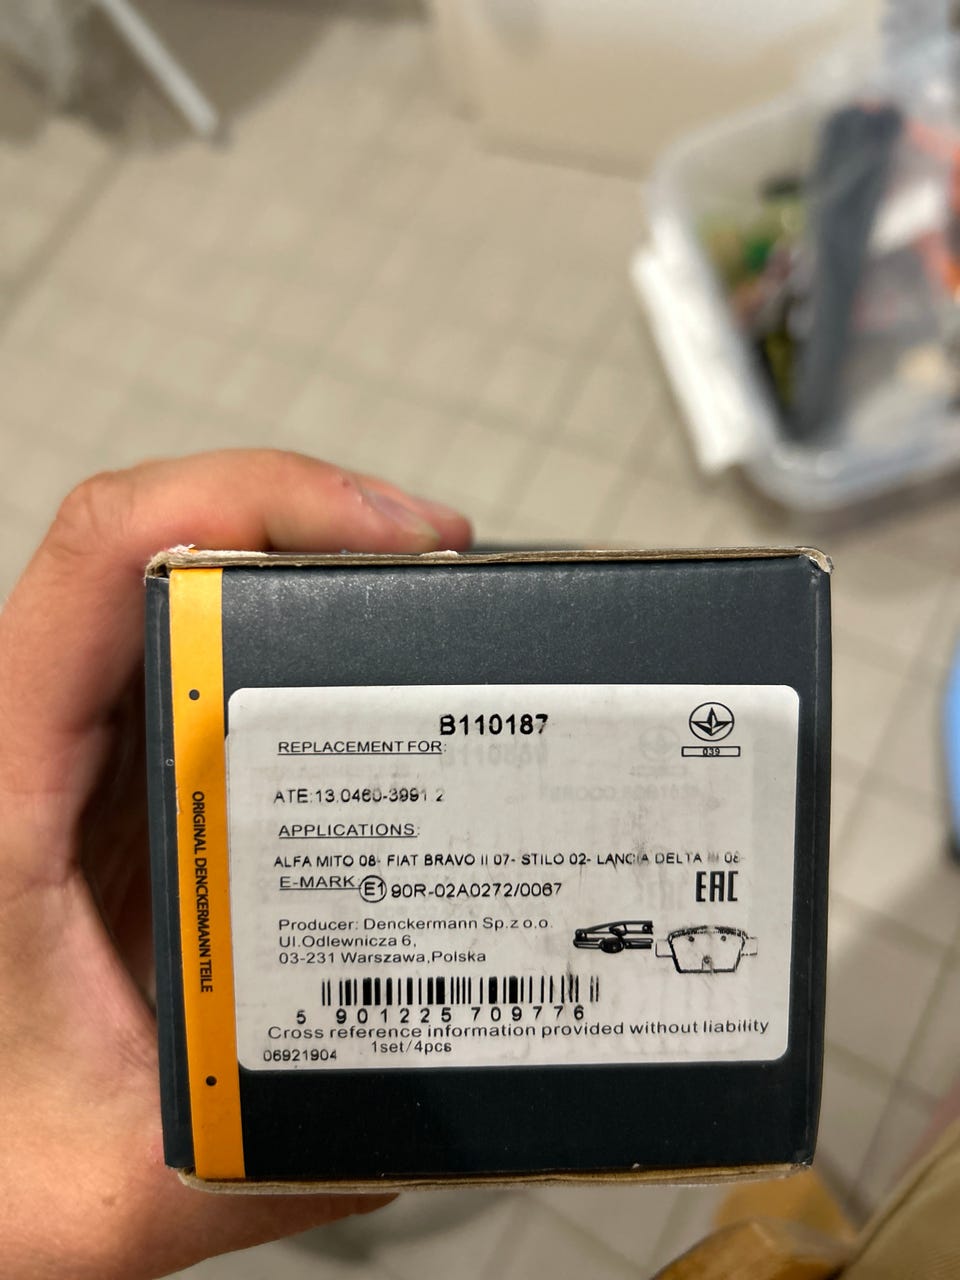 B110187
039
REPLACEMENT FOR:
ATE:13.0460-3991.2
APPLICATIONS:
ALFA MITO 08- FIAT BRAVO II 07- STILO 02- LANCIA DELTA III 08-
E-MARK E1 90R-02A0272/0067
EAC
Producer: Denckermann Sp.z o.o.
Ul.Odlewnicza 6,
03-231 Warszawa,Polska
5 901225 709776
Cross reference information provided without liability
06921904 1set/4pcs
ORIGINAL DENCKERMANN TEILE